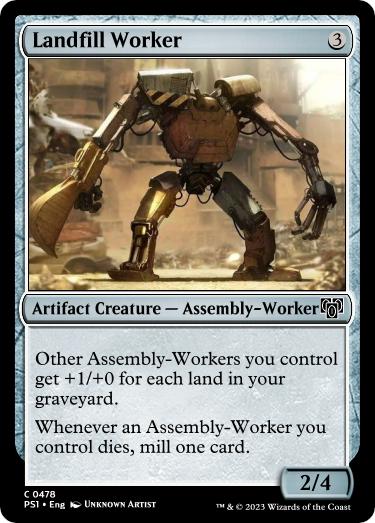 Landfill Worker 3
Artifact Creature — Assembly-Worker
Other Assembly-Workers you control
get +1/+0 for each land in your
graveyard.
Whenever an Assembly-Worker you
control dies, mill one card.
2/4
C 0478
PS1 • Eng Unknown Artist
™ & © 2023 Wizards of the Coast